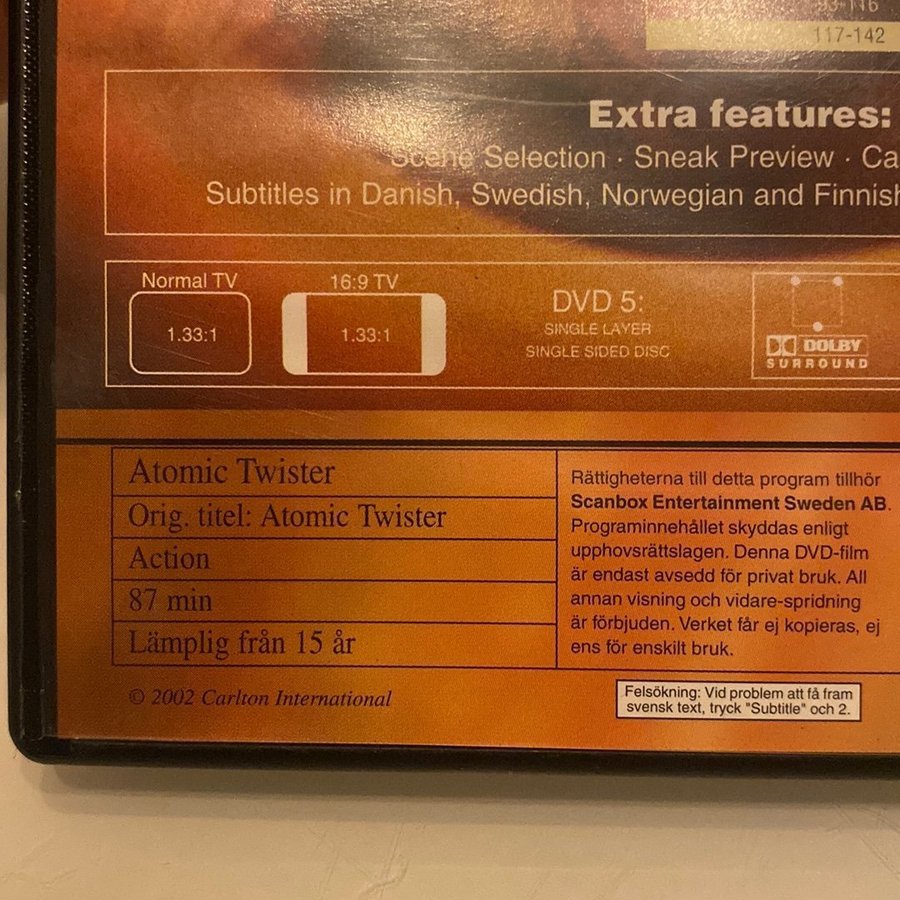 93-116
117-142
Extra features:
Scene Selection · Sneak Preview · Ca
Subtitles in Danish, Swedish, Norwegian and Finnish
Normal TV
16:9 TV
1.33:1
1.33:1
DVD 5:
SINGLE LAYER
SINGLE SIDED DISC
DOLBY
SURROUND
Atomic Twister
Orig. titel: Atomic Twister
Action
87 min
Lämplig från 15 år
© 2002 Carlton International
Rättigheterna till detta program tillhör
Scanbox Entertainment Sweden AB.
Programinnehållet skyddas enligt
upphovsrättslagen. Denna DVD-film
är endast avsedd för privat bruk. All
annan visning och vidare-spridning
är förbjuden. Verket får ej kopieras, ej
ens för enskilt bruk.
Felsökning: Vid problem att få fram
svensk text, tryck "Subtitle" och 2.